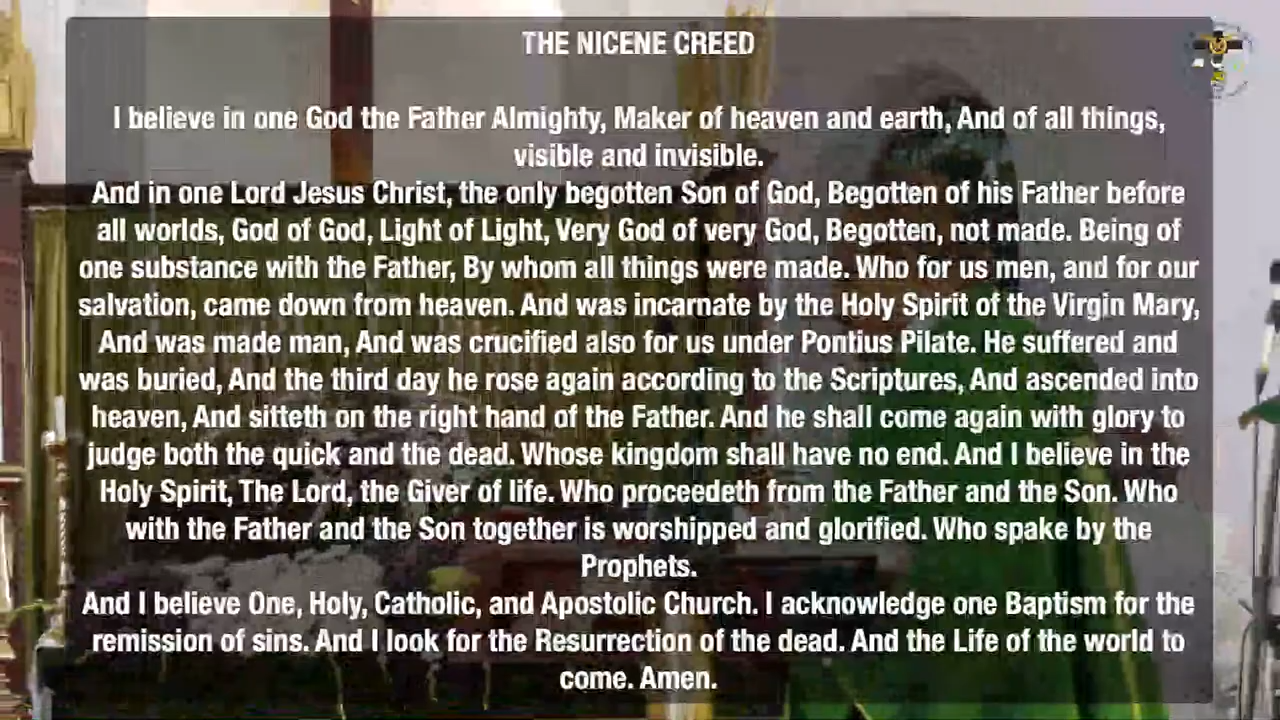 THE NICENE CREED
I believe in one God the Father Almighty, Maker of heaven and earth, And of all things,
visible and invisible.
And in one Lord Jesus Christ, the only begotten Son of God, Begotten of his Father before
all worlds, God of God, Light of Light, Very God of very God, Begotten, not made. Being of
one substance with the Father, By whom all things were made. Who for us men, and for our
salvation, came down from heaven. And was incarnate by the Holy Spirit of the Virgin Mary,
And was made man, And was crucified also for us under Pontius Pilate. He suffered and
was buried, And the third day he rose again according to the Scriptures, And ascended into
heaven, And sitteth on the right hand of the Father. And he shall come again with glory to
judge both the quick and the dead. Whose kingdom shall have no end. And I believe in the
Holy Spirit, The Lord, the Giver of life. Who proceedeth from the Father and the Son. Who
with the Father and the Son together is worshipped and glorified. Who spake by the
Prophets.
And I believe One, Holy, Catholic, and Apostolic Church. I acknowledge one Baptism for the
remission of sins. And I look for the Resurrection of the dead. And the Life of the world to
come. Amen.